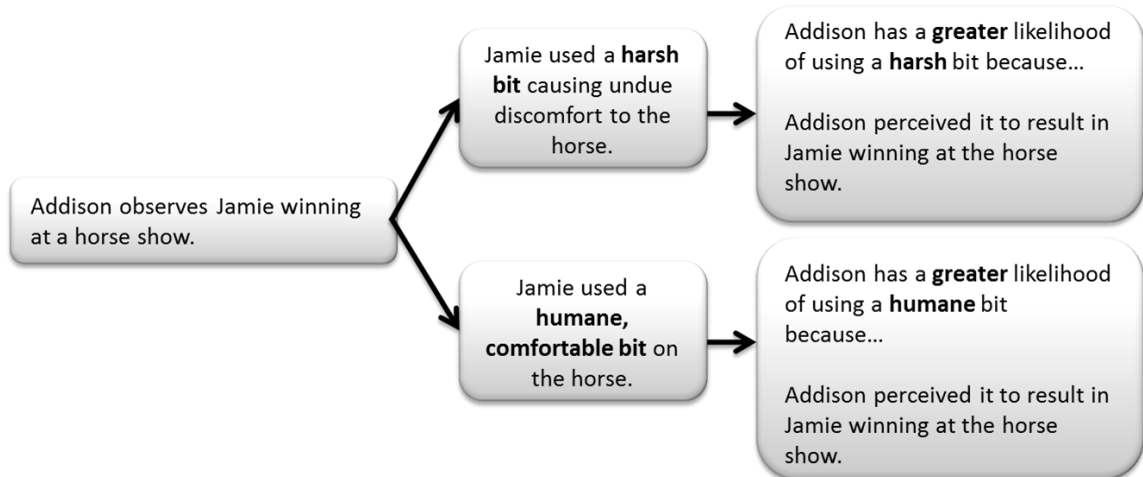 Addison observes Jamie winning
at a horse show.
Jamie used a harsh
bit causing undue
discomfort to the
horse.
Addison has a greater likelihood
of using a harsh bit because…
Addison perceived it to result in
Jamie winning at the horse
show.
Jamie used a
humane,
comfortable bit on
the horse.
Addison has a greater likelihood
of using a humane bit
because…
Addison perceived it to result in
Jamie winning at the horse
show.